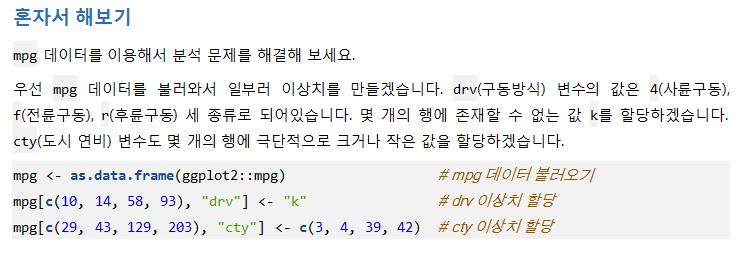 혼자서 해보기
mpg 데이터를 이용해서 분석 문제를 해결해 보세요.
우선 mpg 데이터를 불러와서 일부러 이상치를 만들겠습니다. drv(구동방식) 변수의 값은 4(사륜구동),
f(전륜구동), r(후륜구동) 세 종류로 되어있습니다. 몇 개의 행에 존재할 수 없는 값 k를 할당하겠습니다.
cty(도시 연비) 변수도 몇 개의 행에 극단적으로 크거나 작은 값을 할당하겠습니다.
mpg <- as.data.frame(ggplot2::mpg) # mpg 데이터 불러오기
mpg[c(10, 14, 58, 93), "drv"] <- "k" # drv 이상치 할당
mpg[c(29, 43, 129, 203), "cty"] <- c(3, 4, 39, 42) # cty 이상치 할당